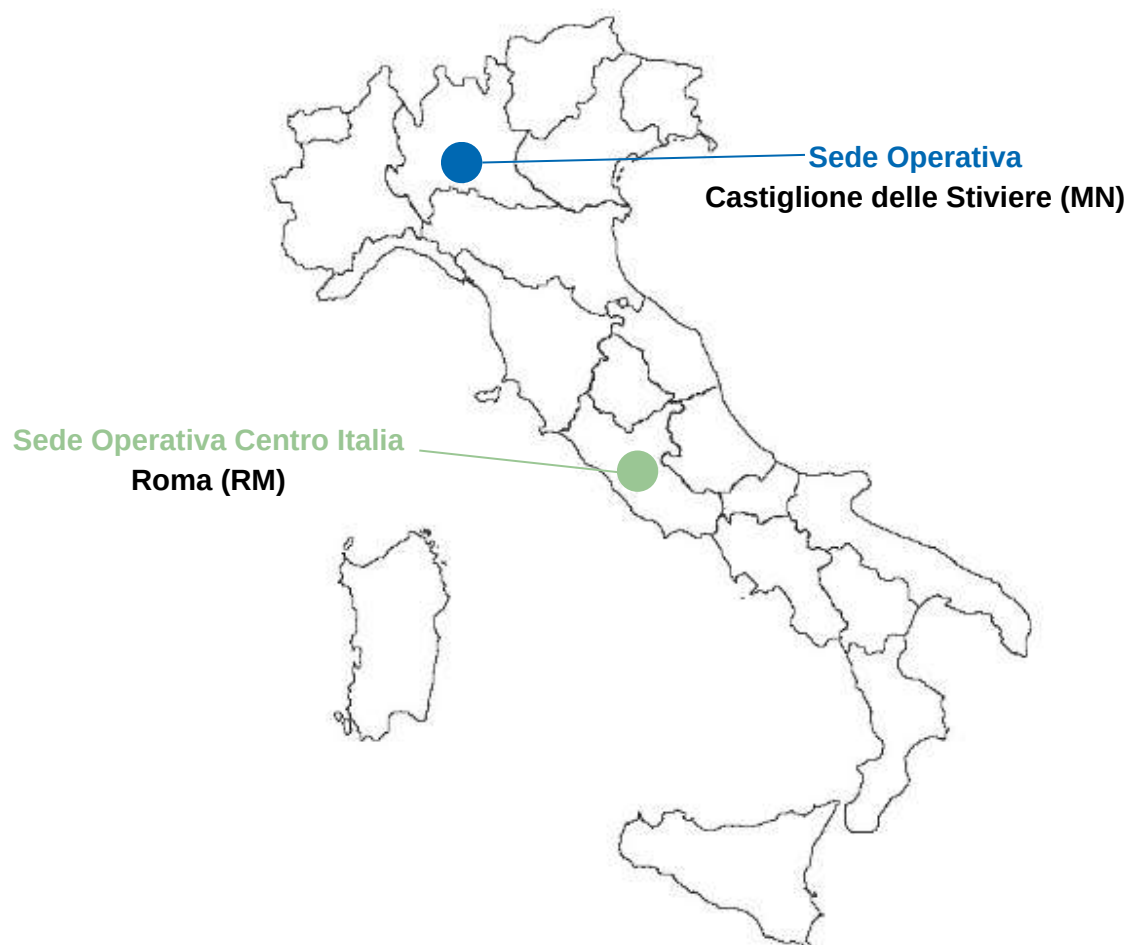 Sede Operativa
Castiglione delle Stiviere (MN)
Sede Operativa Centro Italia
Roma (RM)